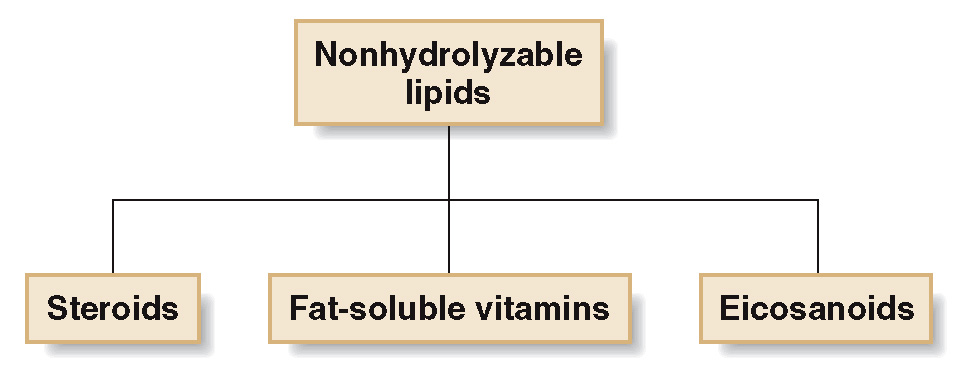 Nonhydrolyzable
lipids
Steroids
Fat-soluble vitamins
Eicosanoids